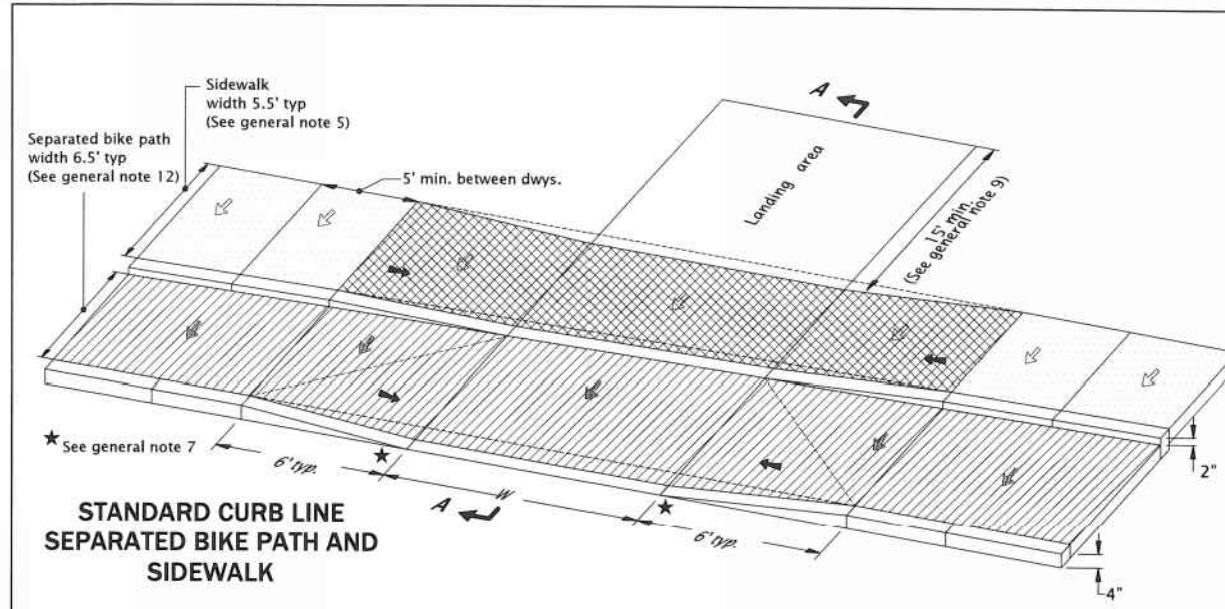 Sidewalk
width 5.5' typ
(See general note 5)
Separated bike path
width 6.5' typ
(See general note 12)
5' min. between dwys.
A
Landing area
15' min.
(See general note 9)
★ See general note 7
6' typ.
★
W
A
★
6' typ.
2"
4"
STANDARD CURB LINE
SEPARATED BIKE PATH AND
SIDEWALK